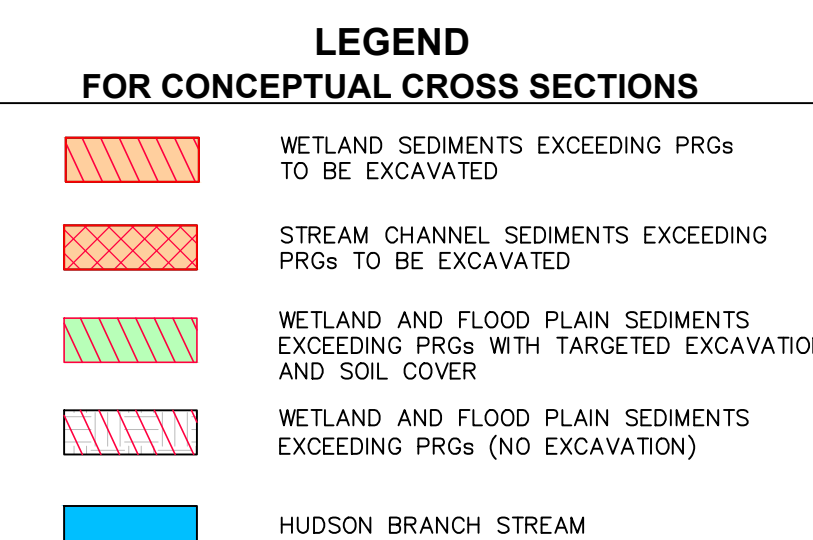 LEGEND
FOR CONCEPTUAL CROSS SECTIONS
WETLAND SEDIMENTS EXCEEDING PRGs
TO BE EXCAVATED
STREAM CHANNEL SEDIMENTS EXCEEDING
PRGs TO BE EXCAVATED
WETLAND AND FLOOD PLAIN SEDIMENTS
EXCEEDING PRGs WITH TARGETED
AND SOIL COVER
WETLAND AND FLOOD PLAIN SEDIMENTS
EXCEEDING PRGs (NO EXCAVATION)
HUDSON BRANCH STREAM